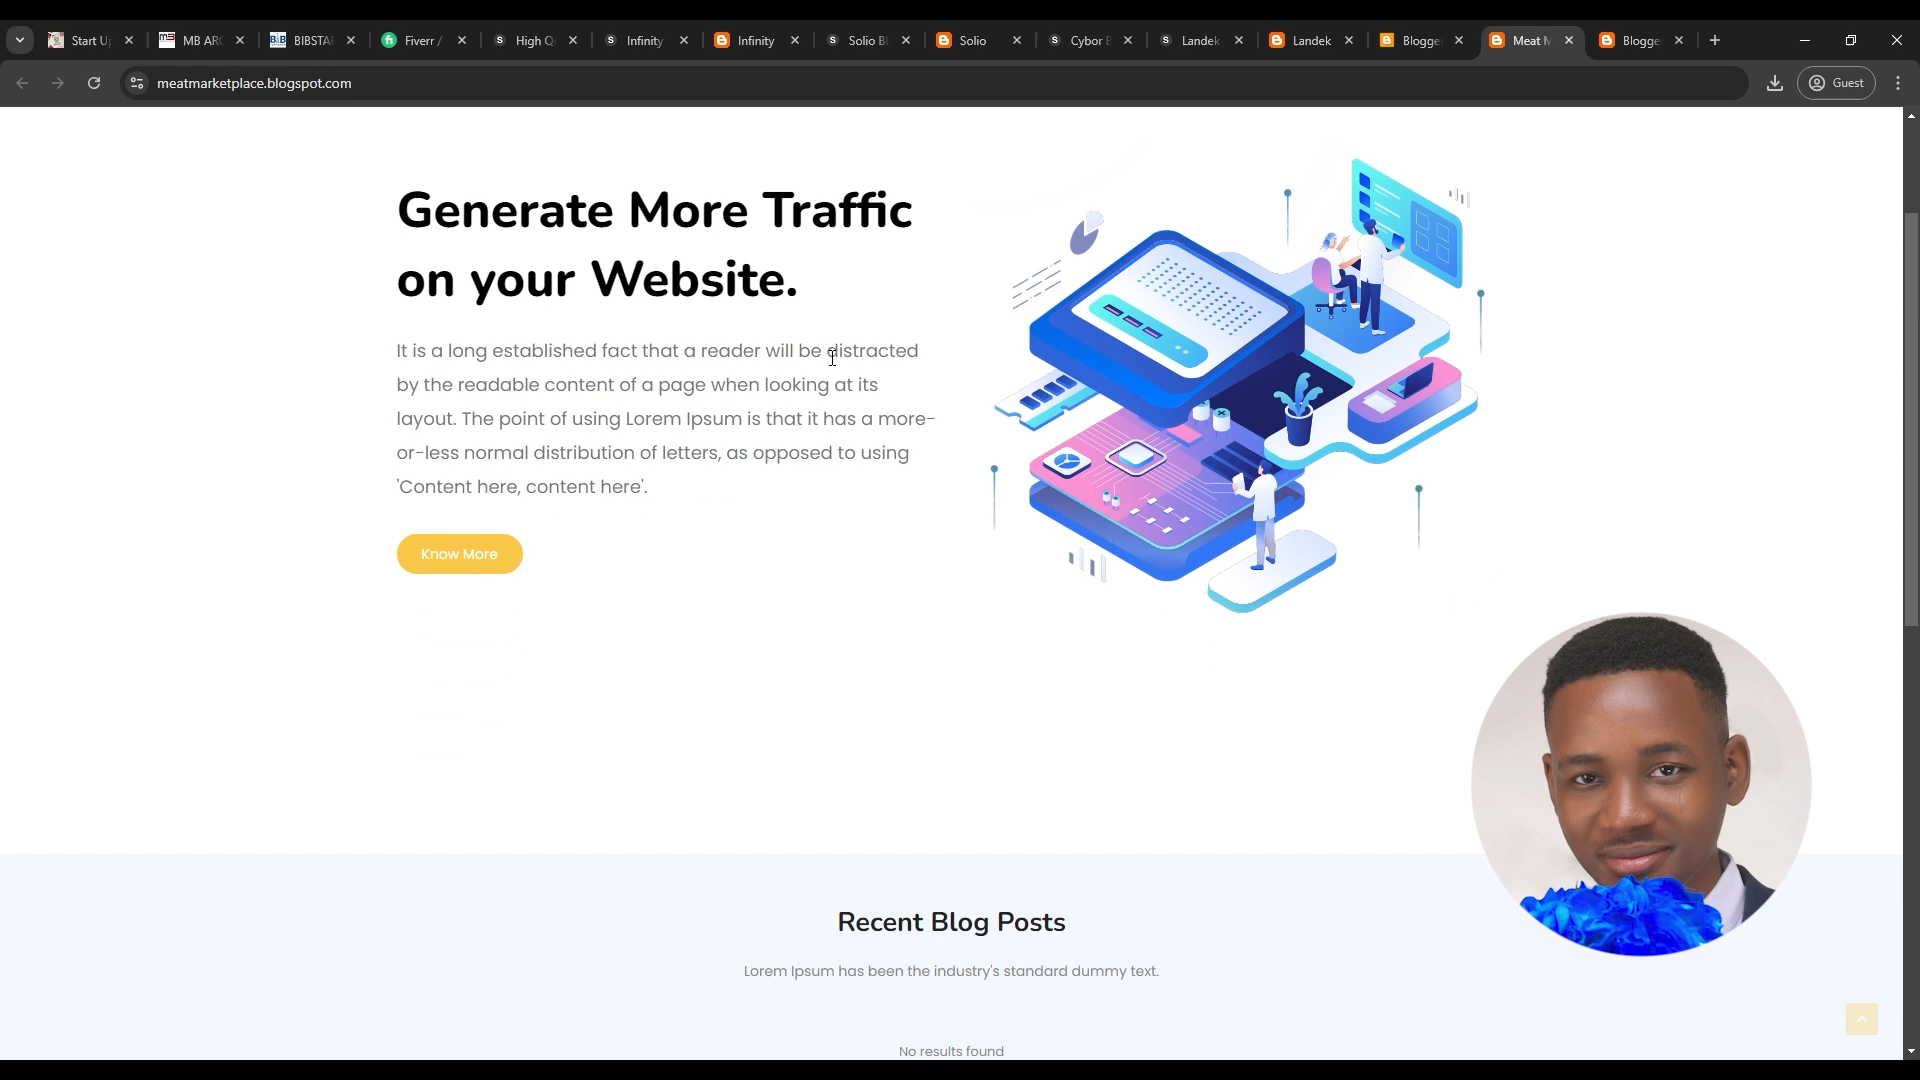 Start U
MB AR
BIBSTA
Fiverr /
High Q
Infinity
Infinity
Solio B
Solio
Cybor B
Landek
Landek
Blogge
Meat M
Blogge
meatmarketplace.blogspot.com
Guest
Generate More Traffic
on your Website.
It is a long established fact that a reader will be distracted
by the readable content of a page when looking at its
layout. The point of using Lorem Ipsum is that it has a more-
or-less normal distribution of letters, as opposed to using
'Content here, content here'.
Know More
Recent Blog Posts
Lorem Ipsum has been the industry's standard dummy text.
No results found